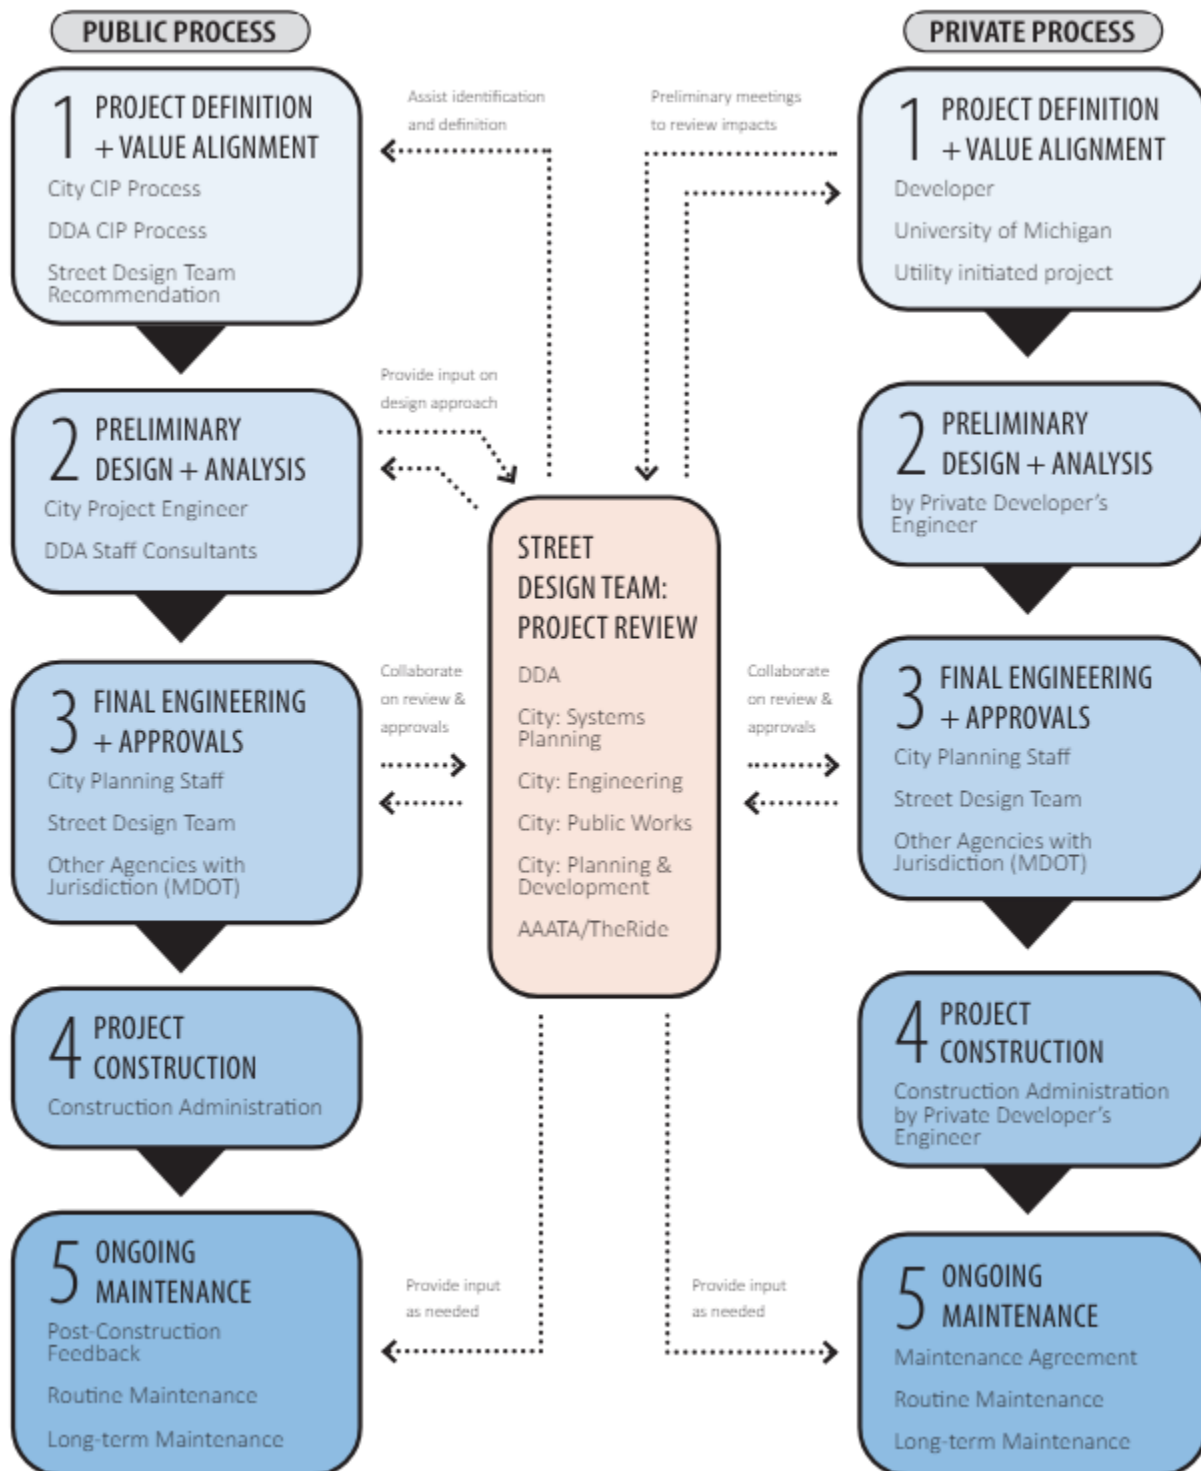 PUBLIC PROCESS
1 PROJECT DEFINITION
+ VALUE ALIGNMENT
City CIP Process
DDA CIP Process
Street Design Team
Recommendation
2 PRELIMINARY
DESIGN + ANALYSIS
City Project Engineer
DDA Staff Consultants
3 FINAL ENGINEERING
+ APPROVALS
City Planning Staff
Street Design Team
Other Agencies with
Jurisdiction (MDOT)
4 PROJECT
CONSTRUCTION
Construction Administration
5 ONGOING
MAINTENANCE
Post-Construction
Feedback
Routine Maintenance
Long-term Maintenance
Assist identification
and definition
Preliminary meetings
to review impacts
Provide input on
design approach
STREET
DESIGN TEAM:
PROJECT REVIEW
DDA
City: Systems
Planning
City: Engineering
City: Public Works
City: Planning &
Development
AAATA/TheRide
Collaborate
on review &
approvals
Collaborate
on review &
approvals
Provide input
as needed
Provide input
as needed
PRIVATE PROCESS
1 PROJECT DEFINITION
+ VALUE ALIGNMENT
Developer
University of Michigan
Utility initiated project
2 PRELIMINARY
DESIGN + ANALYSIS
by Private Developer's
Engineer
3 FINAL ENGINEERING
+ APPROVALS
City Planning Staff
Street Design Team
Other Agencies with
Jurisdiction (MDOT)
4 PROJECT
CONSTRUCTION
Construction Administration
by Private Developer's
Engineer
5 ONGOING
MAINTENANCE
Maintenance Agreement
Routine Maintenance
Long-term Maintenance